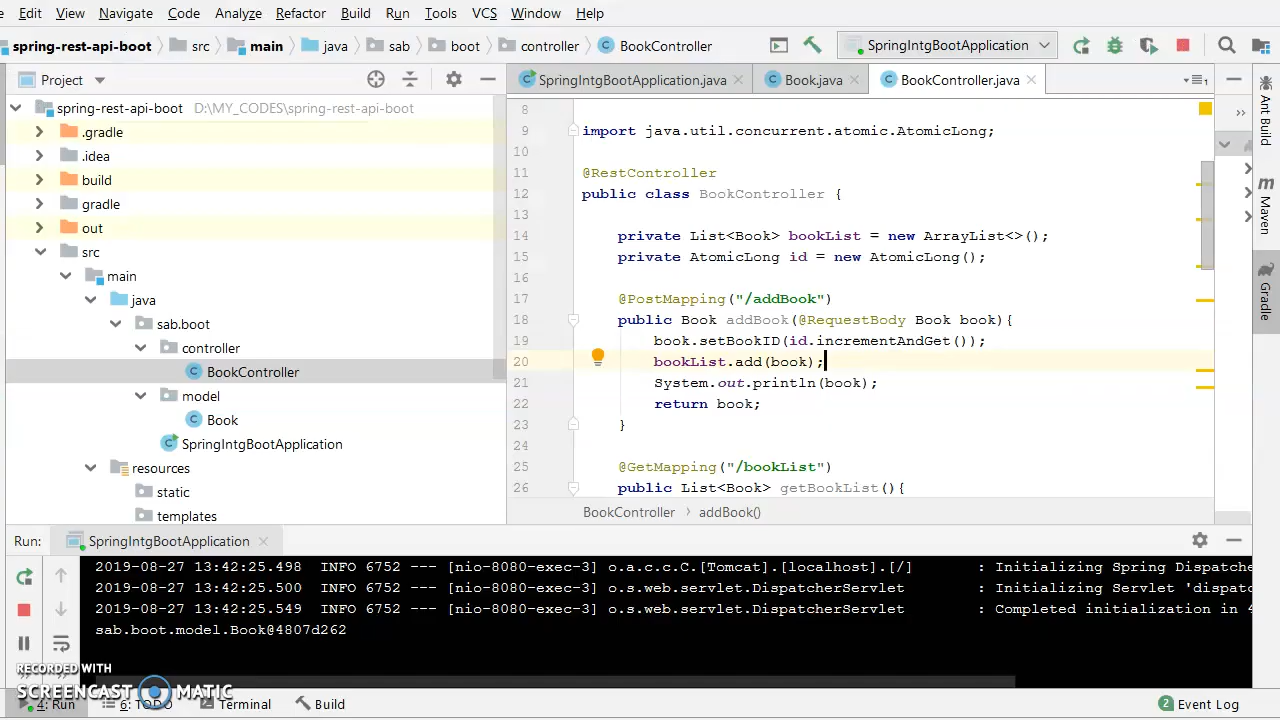 Edit View Navigate Code Analyze Refactor Build Run Tools VCS Window Help
spring-rest-api-boot src main java sab boot controller BookController SpringIntgBootApplication
Project SpringIntgBootApplication.java Book.java BookController.java 1
spring-rest-api-boot D:\MY_CODES\spring-rest-api-boot
.gradle
.idea
build
gradle
out
src
main
java
sab.boot
controller
BookController
model
Book
SpringIntgBootApplication
resources
static
templates
8
9 import java.util.concurrent.atomic.AtomicLong;
10
11 @RestController
12 public class BookController {
13
14 private List<Book> bookList = new ArrayList<>();
15 private AtomicLong id = new AtomicLong();
16
17 @PostMapping("/addBook")
18 public Book addBook(@RequestBody Book book){
19 book.setBookID(id.incrementAndGet());
20 bookList.add(book);
21 System.out.println(book);
22 return book;
23 }
24
25 @GetMapping("/bookList")
26 public List<Book> getBookList(){
BookController addBook()
Ant Build
Maven
Gradle
Run: SpringIntgBootApplication
2019-08-27 13:42:25.498 INFO 6752 --- [nio-8080-exec-3] o.a.c.c.C.[Tomcat].[localhost].[/] : Initializing Spring Dispatche
2019-08-27 13:42:25.500 INFO 6752 --- [nio-8080-exec-3] o.s.web.servlet.DispatcherServlet : Initializing Servlet 'dispatc
2019-08-27 13:42:25.549 INFO 6752 --- [nio-8080-exec-3] o.s.web.servlet.DispatcherServlet : Completed initialization in 4
sab.boot.model.Book@4807d262
RECORDED WITH
SCREENCAST MATIC
4: Run 6: TODO Terminal Build 2 Event Log